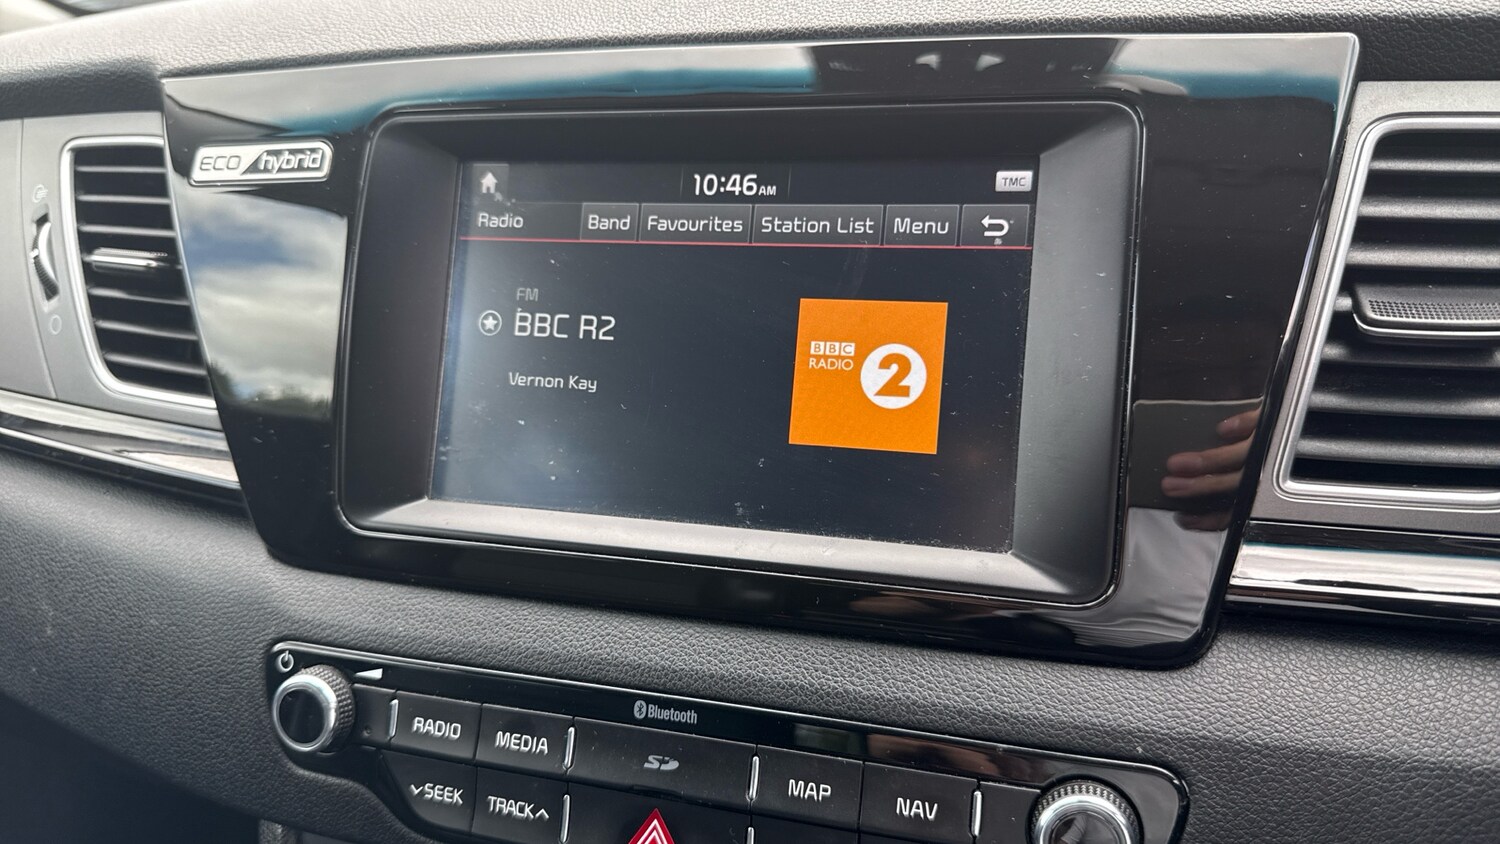 ECO hybrid
10:46AM
TMC
Radio Band Favourites Station List Menu
FM
BBC R2
Vernon Kay
BBC
RADIO
2
Bluetooth
RADIO MEDIA SD MAP NAV
SEEK TRACK